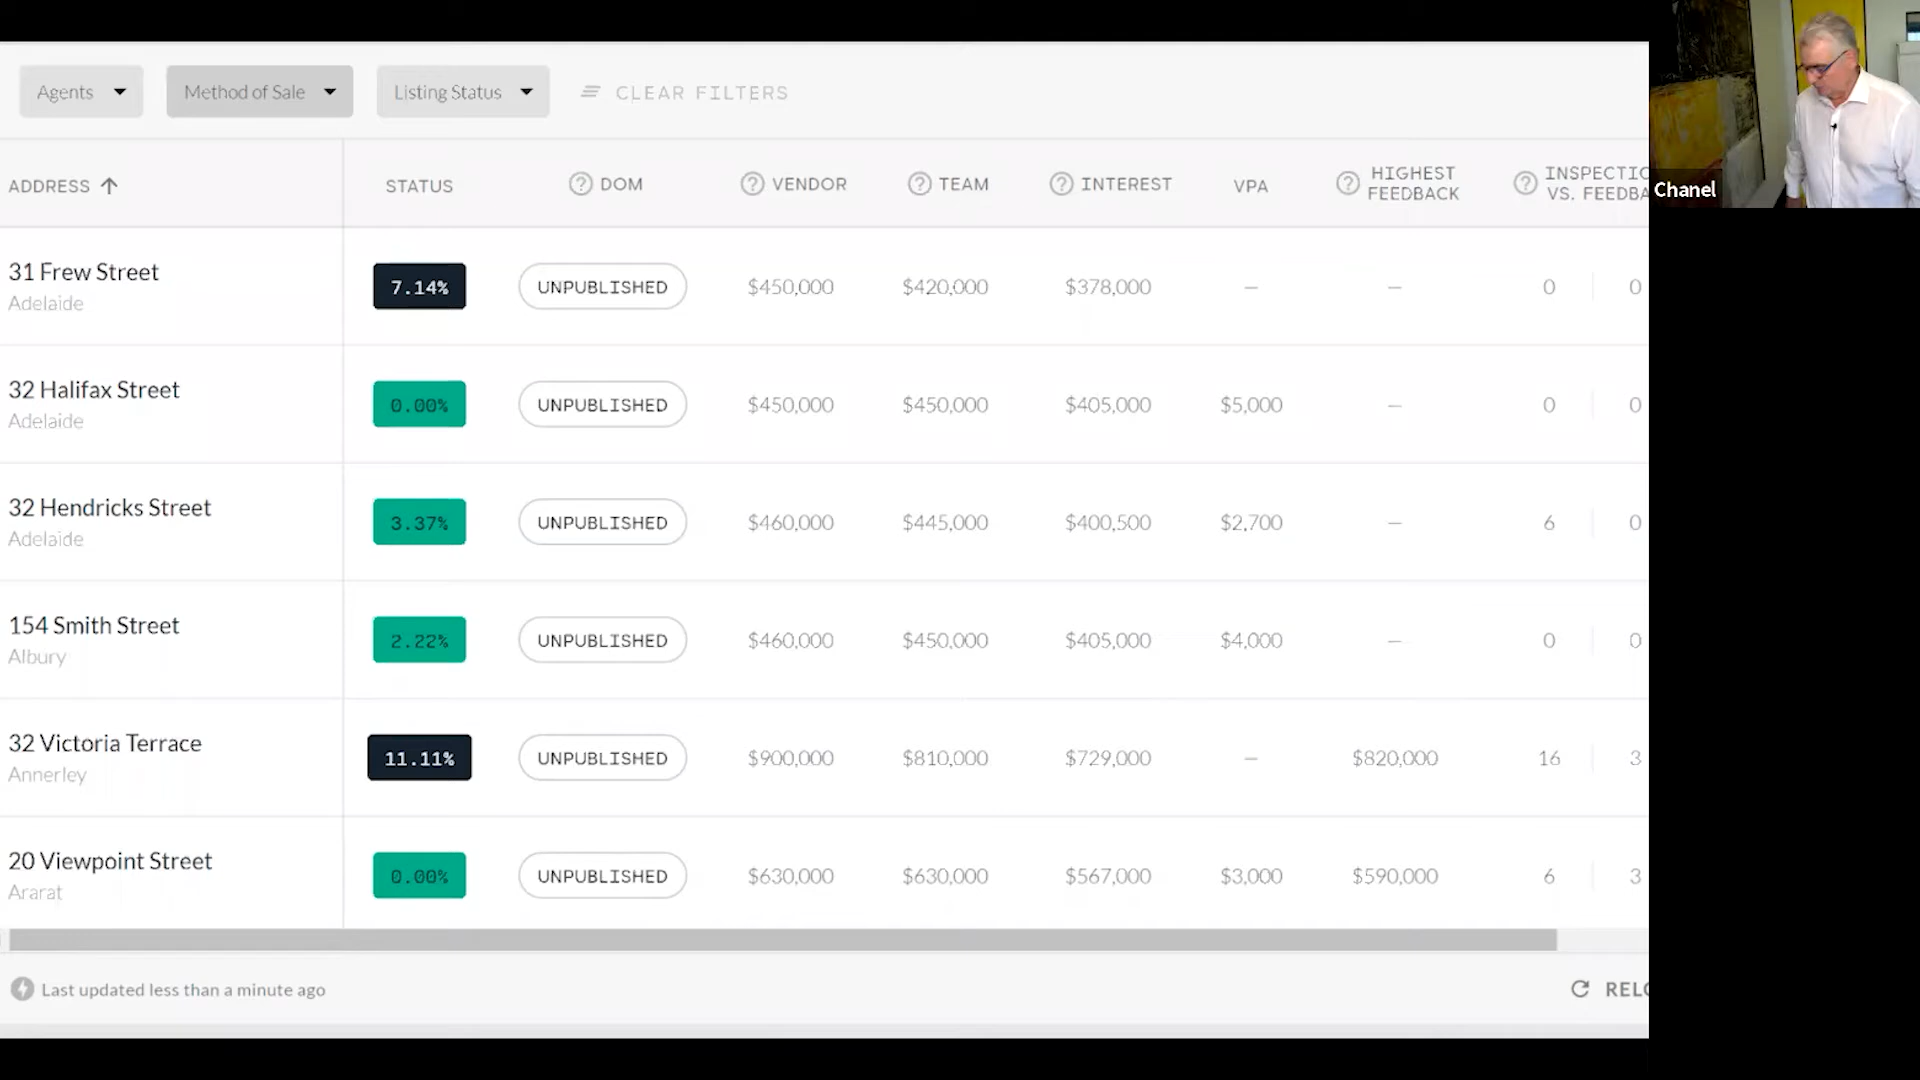 Agents
Method of Sale
Listing Status
CLEAR FILTERS
ADDRESS
STATUS
DOM
VENDOR
TEAM
INTEREST
VPA
HIGHEST
FEEDBACK
INSPECTIO
VS. FEEDBA
Chanel
31 Frew Street
Adelaide
7.14%
UNPUBLISHED
$450,000
$420,000
$378,000
–
–
0
0
32 Halifax Street
Adelaide
0.00%
UNPUBLISHED
$450,000
$450,000
$405,000
$5,000
–
0
0
32 Hendricks Street
Adelaide
3.37%
UNPUBLISHED
$460,000
$445,000
$400,500
$2,700
–
6
0
154 Smith Street
Albury
2.22%
UNPUBLISHED
$460,000
$450,000
$405,000
$4,000
–
0
0
32 Victoria Terrace
Annerley
11.11%
UNPUBLISHED
$900,000
$810,000
$729,000
–
$820,000
16
3
20 Viewpoint Street
Ararat
0.00%
UNPUBLISHED
$630,000
$630,000
$567,000
$3,000
$590,000
6
3
Last updated less than a minute ago
RELO